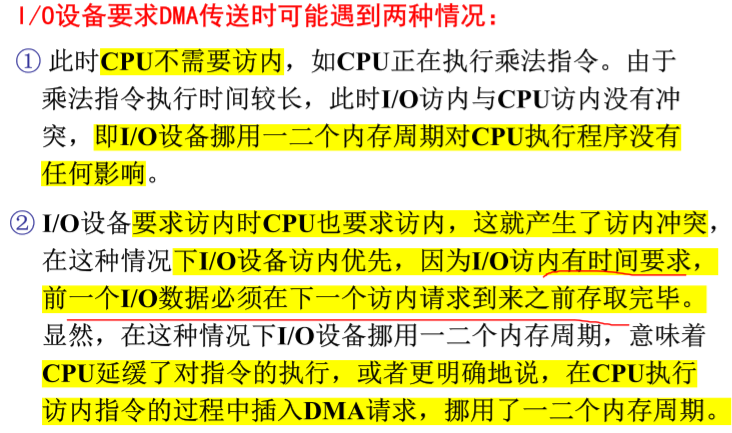 I/O设备要求DMA传送时可能遇到两种情况：
① 此时CPU不需要访内，如CPU正在执行乘法指令。由于
乘法指令执行时间较长，此时I/O访内与CPU访内没有冲
突，即I/O设备挪用一二个内存周期对CPU执行程序没有
任何影响。
② I/O设备要求访内时CPU也要求访内，这就产生了访内冲突，
在这种情况下I/O设备访内优先，因为I/O访内有时间要求，
前一个I/O数据必须在下一个访内请求到来之前存取完毕。
显然，在这种情况下I/O设备挪用一二个内存周期，意味着
CPU延缓了对指令的执行，或者更明确地说，在CPU执行
访内指令的过程中插入DMA请求，挪用了一二个内存周期。